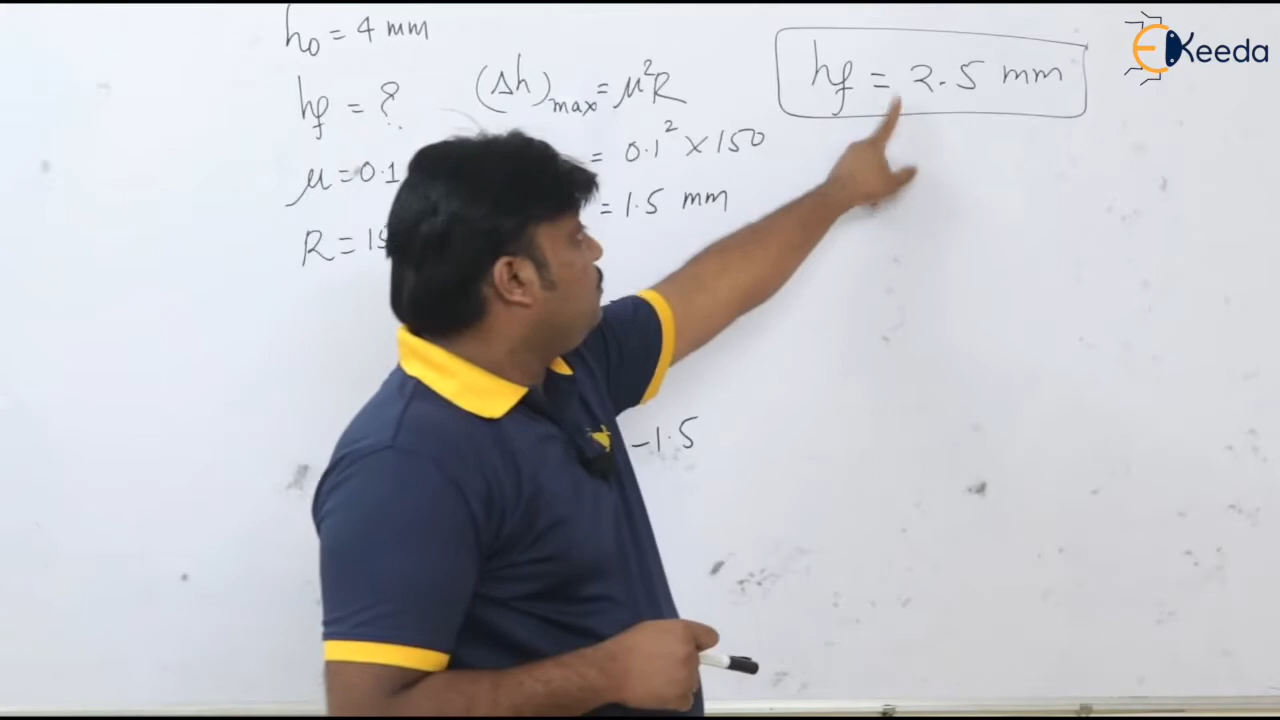 h₀ = 4 mm
hf = ?
μ = 0.1
R = 15
(Δh)max = μ²R
= 0.1² × 150
= 1.5 mm
-1.5
hf = 2.5 mm
EKeeda